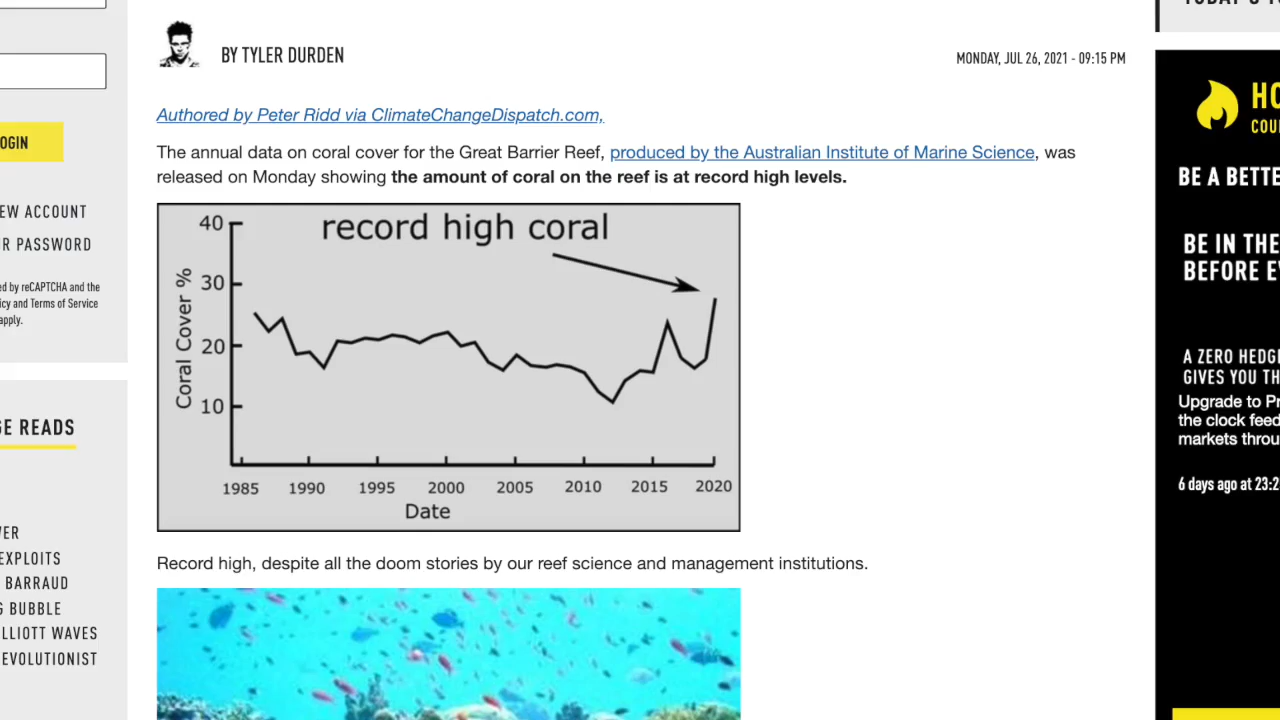 BY TYLER DURDEN
MONDAY, JUL 26, 2021 - 09:15 PM
Authored by Peter Ridd via ClimateChangeDispatch.com,
The annual data on coral cover for the Great Barrier Reef, produced by the Australian Institute of Marine Science, was
released on Monday showing the amount of coral on the reef is at record high levels.
record high coral
Coral Cover %
40
30
20
10
1985 1990 1995 2000 2005 2010 2015 2020
Date
Record high, despite all the doom stories by our reef science and management institutions.
OGIN
EW ACCOUNT
R PASSWORD
ed by reCAPTCHA and the
icy and Terms of Service
apply.
GE READS
VER
EXPLOITS
BARRAUD
G BUBBLE
LLIOTT WAVES
EVOLUTIONIST
HO
COU
BE A BETTE
BE IN THE
BEFORE E
A ZERO HEDG
GIVES YOU TH
Upgrade to Pr
the clock feed
markets throu
6 days ago at 23:2